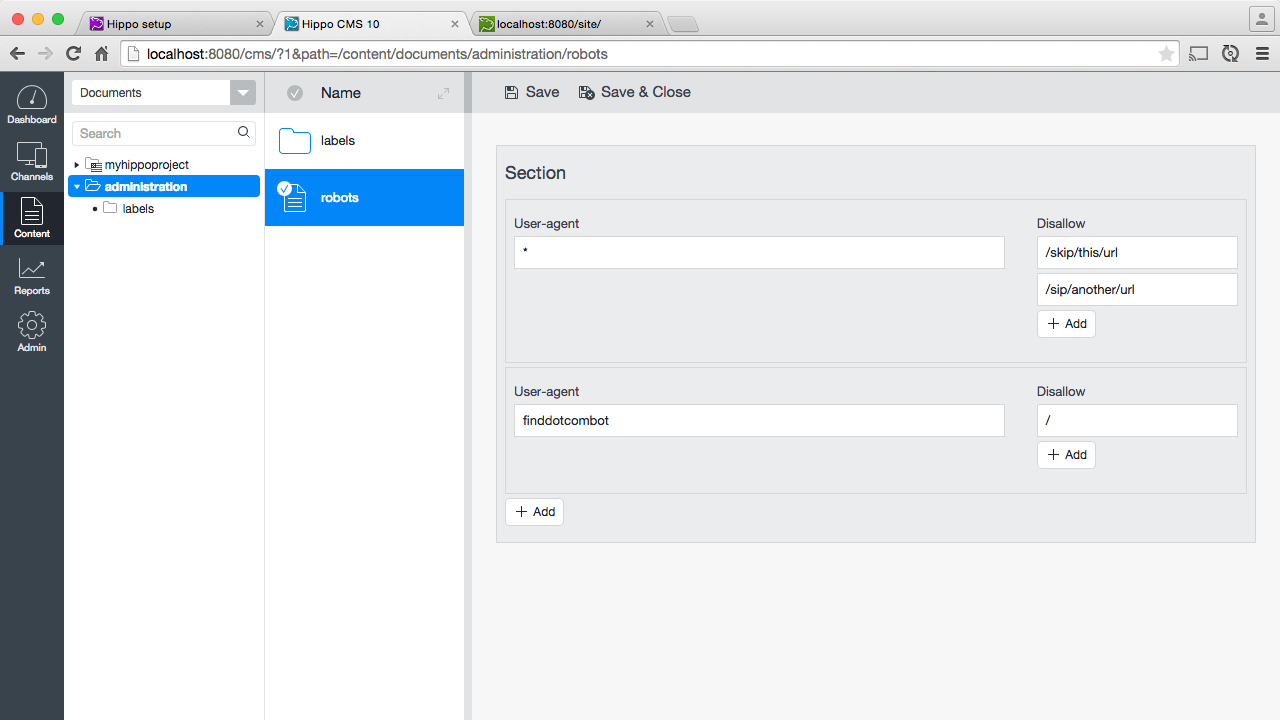 Hippo setup
Hippo CMS 10
localhost:8080/site/
localhost:8080/cms/?1&path=/content/documents/administration/robots
Dashboard
Channels
Content
Reports
Admin
Documents
Search
myhippoproject
administration
labels
Name
labels
robots
Save
Save & Close
Section
User-agent
*
Disallow
/skip/this/url
/sip/another/url
+ Add
User-agent
finddotcombot
Disallow
/
+ Add
+ Add